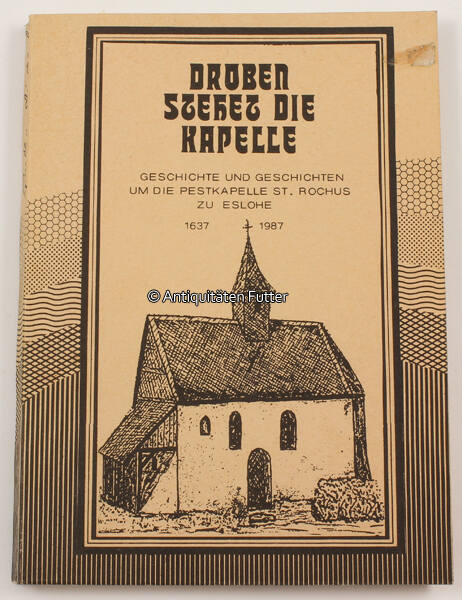 DROBEN
STEHET DIE
KAPELLE
GESCHICHTE UND GESCHICHTEN
UM DIE PESTKAPELLE ST. ROCHUS
ZU ESLOHE
1637 1987
© Antiquitäten Futter